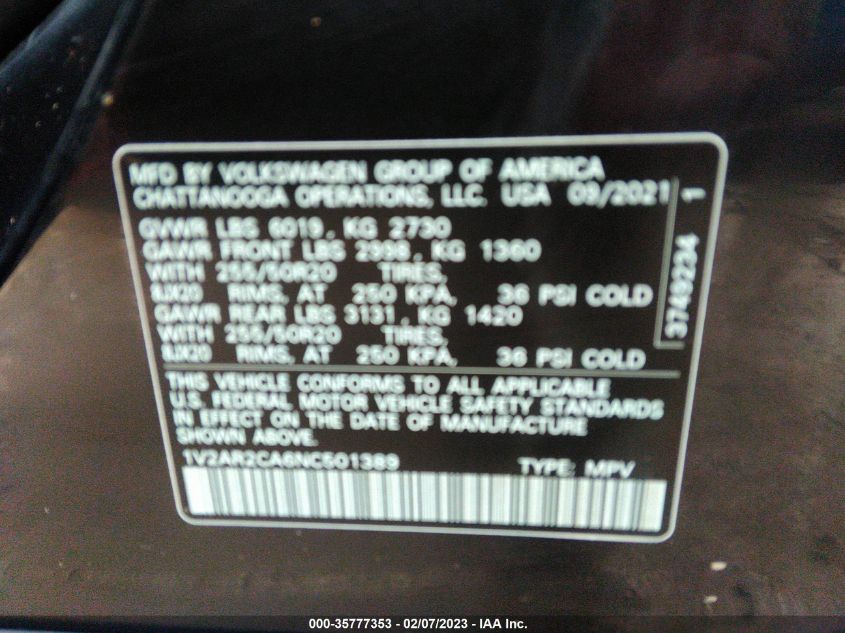 MFD BY VOLKSWAGEN GROUP OF AMERICA
CHATTANOOGA OPERATIONS, LLC. USA 09/2021
GVWR LBS 6019, KG 2730
GAWR FRONT LBS 2998, KG 1360
WITH 255/50R20 TIRES,
8JX20 RIMS, AT 250 KPA, 36 PSI COLD
GAWR REAR LBS 3131, KG 1420
WITH 255/50R20 TIRES,
8JX20 RIMS, AT 250 KPA, 36 PSI COLD
3749234 1
THIS VEHICLE CONFORMS TO ALL APPLICABLE
U.S. FEDERAL MOTOR VEHICLE SAFETY STANDARDS
IN EFFECT ON THE DATE OF MANUFACTURE
SHOWN ABOVE.
1V2AR2CA6NC501389 TYPE: MPV
000-35777353 - 02/07/2023 - IAA Inc.